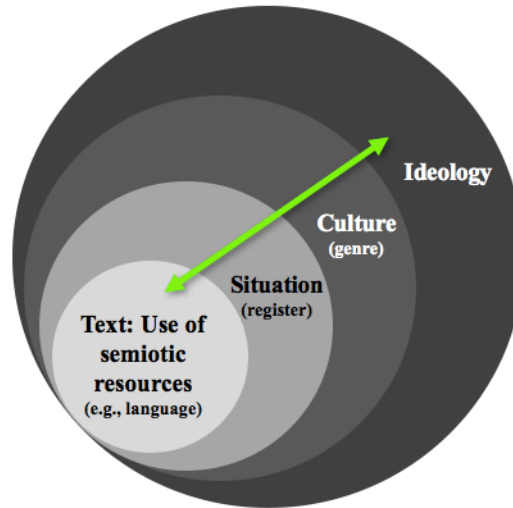 Ideology
Culture
(genre)
Situation
(register)
Text: Use of
semiotic
resources
(e.g., language)